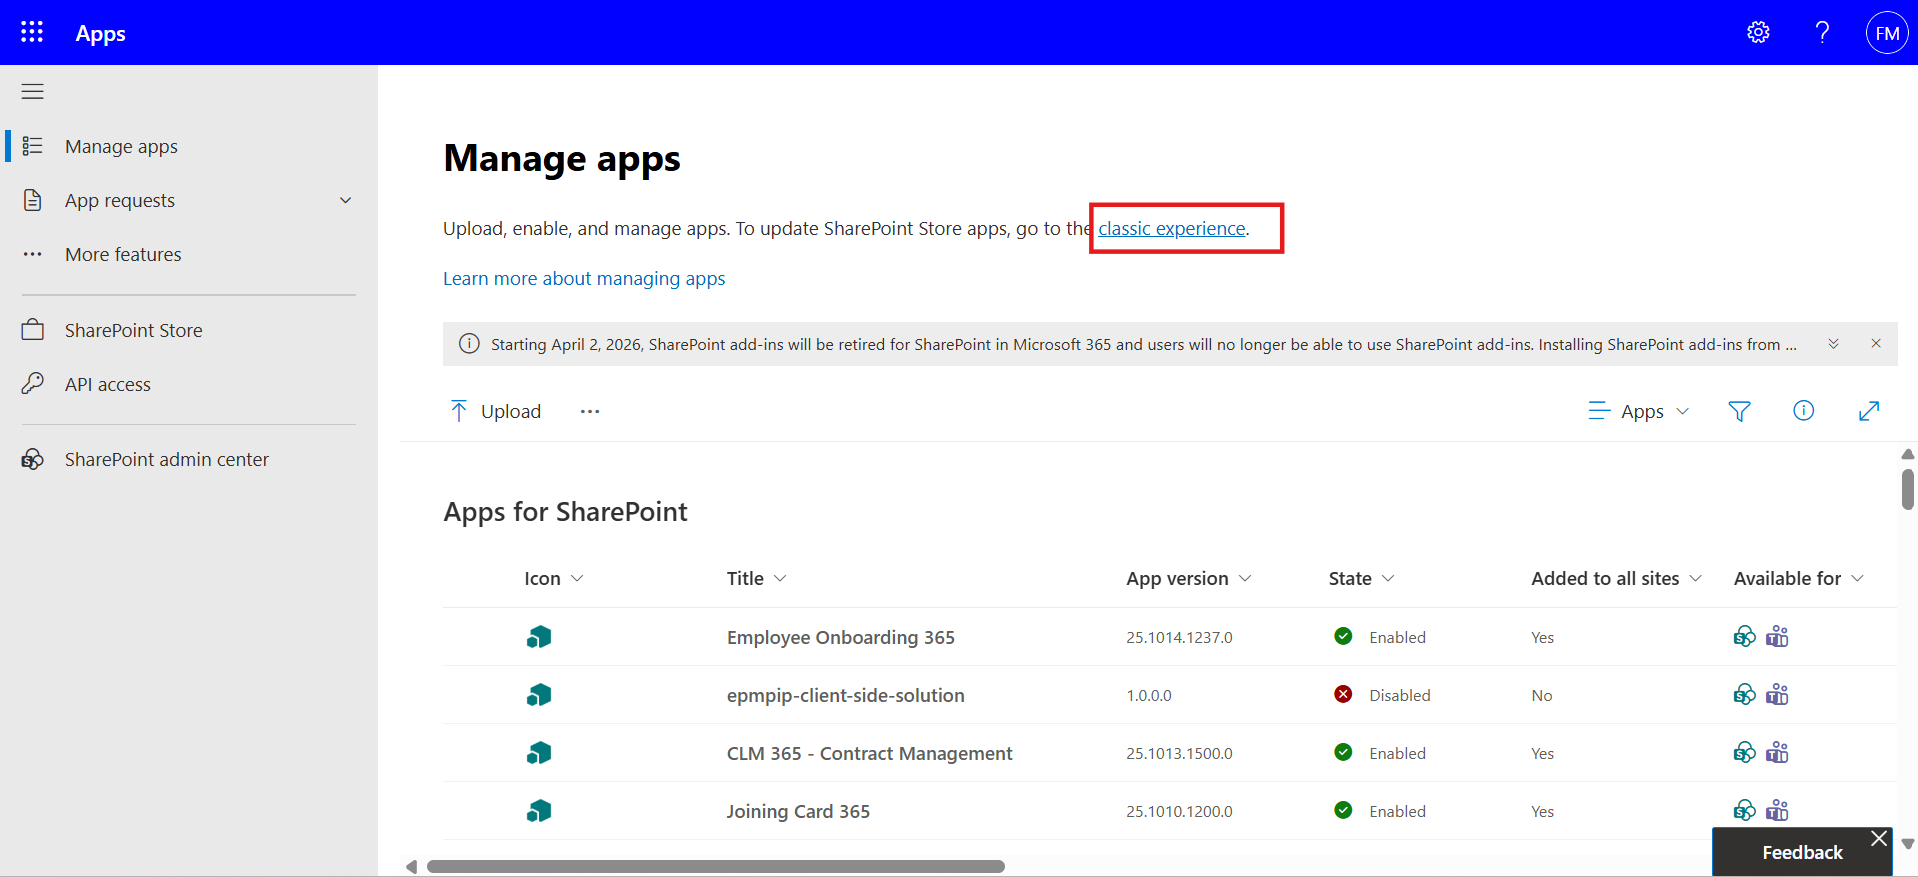 Apps
FM
Manage apps
App requests
More features
SharePoint Store
API access
SharePoint admin center
Manage apps
Upload, enable, and manage apps. To update SharePoint Store apps, go to the classic experience.
Learn more about managing apps
Starting April 2, 2026, SharePoint add-ins will be retired for SharePoint in Microsoft 365 and users will no longer be able to use SharePoint add-ins. Installing SharePoint add-ins from ...
Upload
Apps
Apps for SharePoint
Icon Title App version State Added to all sites Available for
Employee Onboarding 365 25.1014.1237.0 Enabled Yes
epmpip-client-side-solution 1.0.0.0 Disabled No
CLM 365 - Contract Management 25.1013.1500.0 Enabled Yes
Joining Card 365 25.1010.1200.0 Enabled Yes
Feedback